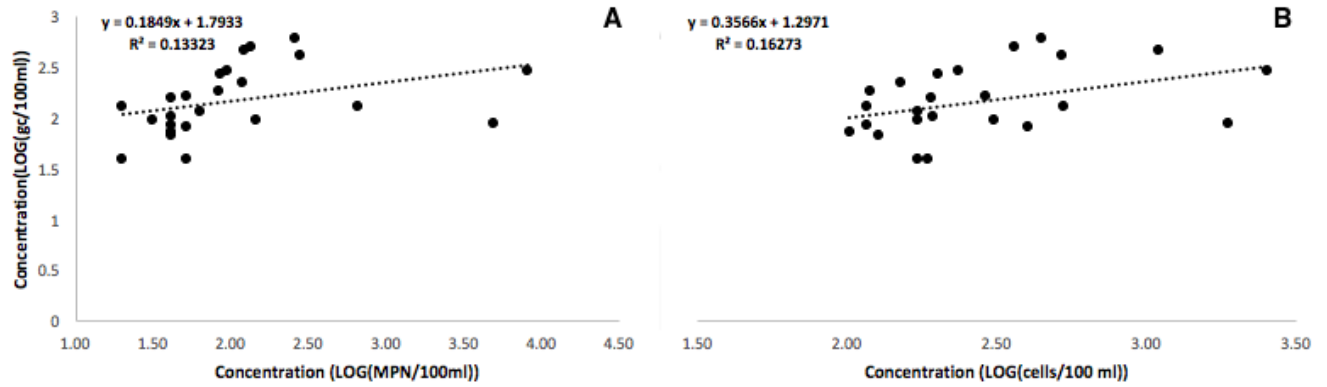 y = 0.1849x + 1.7933
R² = 0.13323
A
3
2.5
2
1.5
1
0.5
0
1.00 1.50 2.00 2.50 3.00 3.50 4.00 4.50
Concentration(LOG(gc/100ml))
Concentration (LOG(MPN/100ml))
y = 0.3566x + 1.2971
R² = 0.16273
B
1.50 2.00 2.50 3.00 3.50
Concentration (LOG(cells/100 ml))